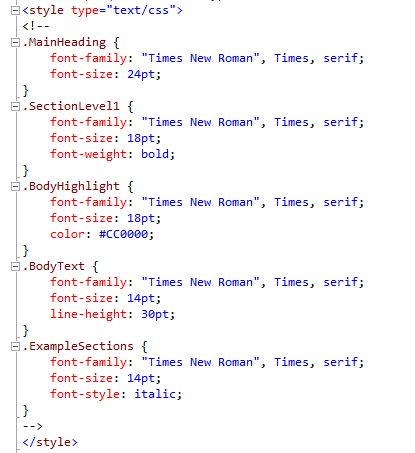 <style type="text/css">
<!--
.MainHeading {
    font-family: "Times New Roman", Times, serif;
    font-size: 24pt;
}
.SectionLevel1 {
    font-family: "Times New Roman", Times, serif;
    font-size: 18pt;
    font-weight: bold;
}
.BodyHighlight {
    font-family: "Times New Roman", Times, serif;
    font-size: 18pt;
    color: #CC0000;
}
.BodyText {
    font-family: "Times New Roman", Times, serif;
    font-size: 14pt;
    line-height: 30pt;
}
.ExampleSections {
    font-family: "Times New Roman", Times, serif;
    font-size: 14pt;
    font-style: italic;
}
-->
</style>